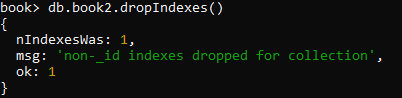 book> db.book2.dropIndexes()
{
  nIndexesWas: 1,
  msg: 'non-_id indexes dropped for collection',
  ok: 1
}